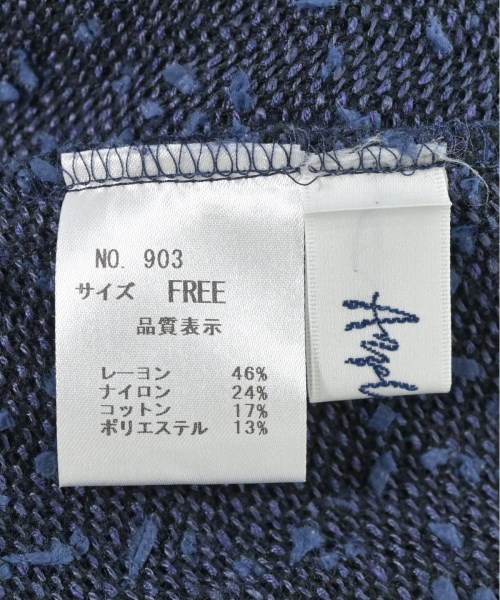 NO. 903
サイズ FREE
品質表示
レーヨン 46%
ナイロン 24%
コットン 17%
ポリエステル 13%